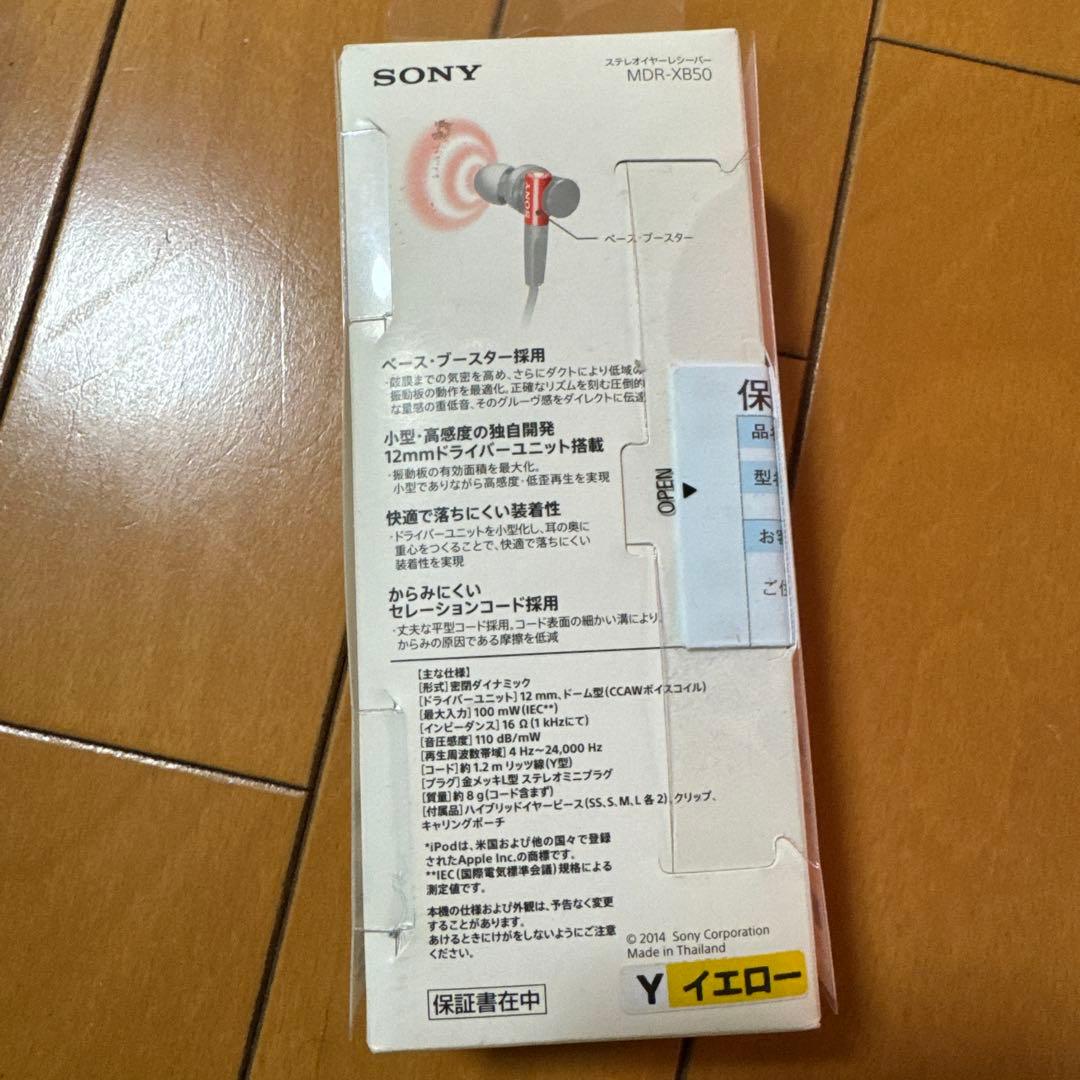 SONY
ステレオイヤーレシーバー
MDR-XB50
SONY
ベース・ブースター
ベース・ブースター採用
・鼓膜までの気密を高め、さらにダクトにより低域の
振動板の動作を最適化。正確なリズムを刻む圧倒的
な量感の重低音、そのグルーヴ感をダイレクトに伝達
小型・高感度の独自開発
12mmドライバーユニット搭載
・振動板の有効面積を最大化。
小型でありながら高感度・低歪再生を実現
快適で落ちにくい装着性
・ドライバーユニットを小型化し、耳の奥に
重心をつくることで、快適で落ちにくい
装着性を実現
からみにくい
セレーションコード採用
・丈夫な平型コード採用。コード表面の細かい溝により、
からみの原因である摩擦を低減
OPEN
保
品
型
お客
ご住
【主な仕様】
[形式]密閉ダイナミック
[ドライバーユニット]12 mm、ドーム型(CCAWボイスコイル)
[最大入力]100 mW(IEC**)
[インピーダンス]16 Ω(1 kHzにて)
[音圧感度]110 dB/mW
[再生周波数帯域]4 Hz～24,000 Hz
[コード]約1.2 m リッツ線(Y型)
[プラグ]金メッキL型 ステレオミニプラグ
[質量]約8 g(コード含まず)
[付属品]ハイブリッドイヤーピース(SS、S、M、L 各2)、クリップ、
キャリングポーチ
*iPodは、米国および他の国々で登録
されたApple Inc.の商標です。
**IEC(国際電気標準会議)規格による
測定値です。
本機の仕様および外観は、予告なく変更
することがあります。
あけるときにけがをしないようにご注意
ください。
© 2014 Sony Corporation
Made in Thailand
Y イエロー
保証書在中